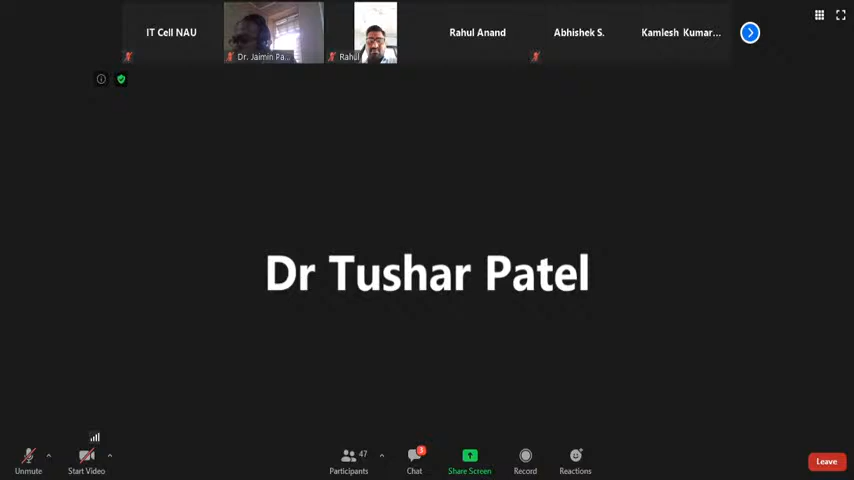 IT Cell NAU
Dr. Jaimin Pa...
Rahul
Rahul Anand
Abhishek S.
Kamlesh Kumar...
Dr Tushar Patel
Unmute
Start Video
47
Participants
3
Chat
Share Screen
Record
Reactions
Leave